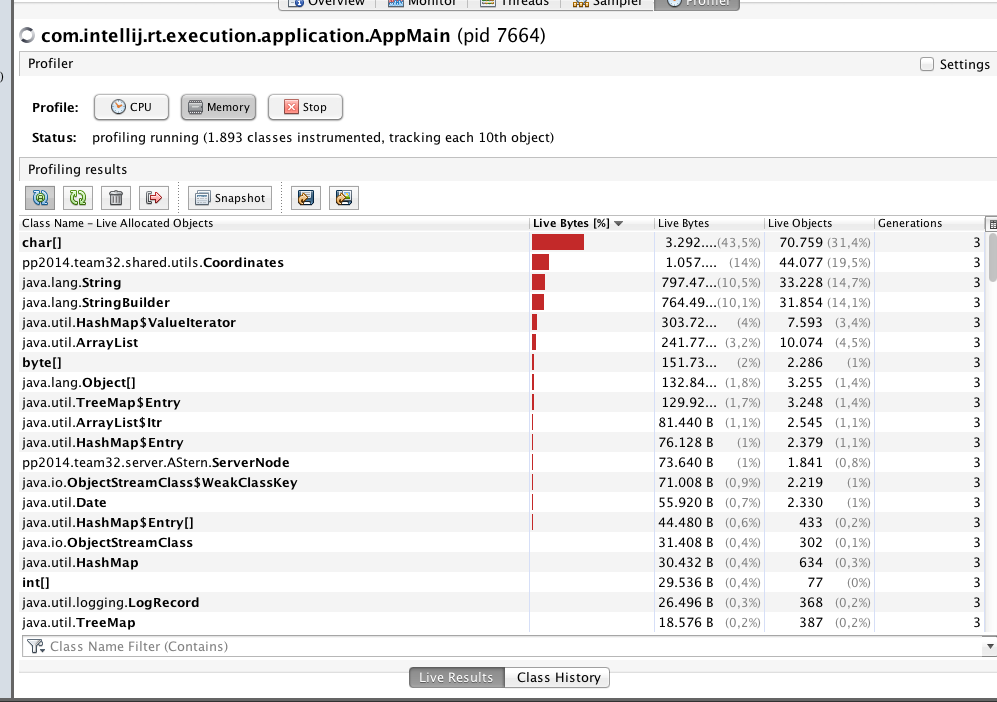 Overview Monitor Threads Sampler Profiler
com.intellij.rt.execution.application.AppMain (pid 7664)
Profiler Settings
Profile: CPU Memory Stop
Status: profiling running (1.893 classes instrumented, tracking each 10th object)
Profiling results
Snapshot
Class Name – Live Allocated Objects Live Bytes [%] Live Bytes Live Objects Generations
char[] 3.292....(43,5%) 70.759 (31,4%) 3
pp2014.team32.shared.utils.Coordinates 1.057.... (14%) 44.077 (19,5%) 3
java.lang.String 797.47...(10,5%) 33.228 (14,7%) 3
java.lang.StringBuilder 764.49...(10,1%) 31.854 (14,1%) 3
java.util.HashMap$ValueIterator 303.72... (4%) 7.593 (3,4%) 3
java.util.ArrayList 241.77... (3,2%) 10.074 (4,5%) 3
byte[] 151.73... (2%) 2.286 (1%) 3
java.lang.Object[] 132.84... (1,8%) 3.255 (1,4%) 3
java.util.TreeMap$Entry 129.92... (1,7%) 3.248 (1,4%) 3
java.util.ArrayList$Itr 81.440 B (1,1%) 2.545 (1,1%) 3
java.util.HashMap$Entry 76.128 B (1%) 2.379 (1,1%) 3
pp2014.team32.server.AStern.ServerNode 73.640 B (1%) 1.841 (0,8%) 3
java.io.ObjectStreamClass$WeakClassKey 71.008 B (0,9%) 2.219 (1%) 3
java.util.Date 55.920 B (0,7%) 2.330 (1%) 3
java.util.HashMap$Entry[] 44.480 B (0,6%) 433 (0,2%) 3
java.io.ObjectStreamClass 31.408 B (0,4%) 302 (0,1%) 3
java.util.HashMap 30.432 B (0,4%) 634 (0,3%) 3
int[] 29.536 B (0,4%) 77 (0%) 3
java.util.logging.LogRecord 26.496 B (0,3%) 368 (0,2%) 3
java.util.TreeMap 18.576 B (0,2%) 387 (0,2%) 3
Class Name Filter (Contains)
Live Results Class History